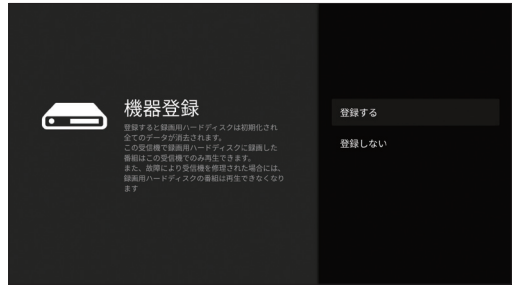 機器登録
登録すると録画用ハードディスクは初期化され
全てのデータが消去されます。
この受信機で録画用ハードディスクに録画した
番組はこの受信機でのみ再生できます。
また、故障により受信機を修理された場合には、
録画用ハードディスクの番組は再生できなくなり
ます
登録する
登録しない